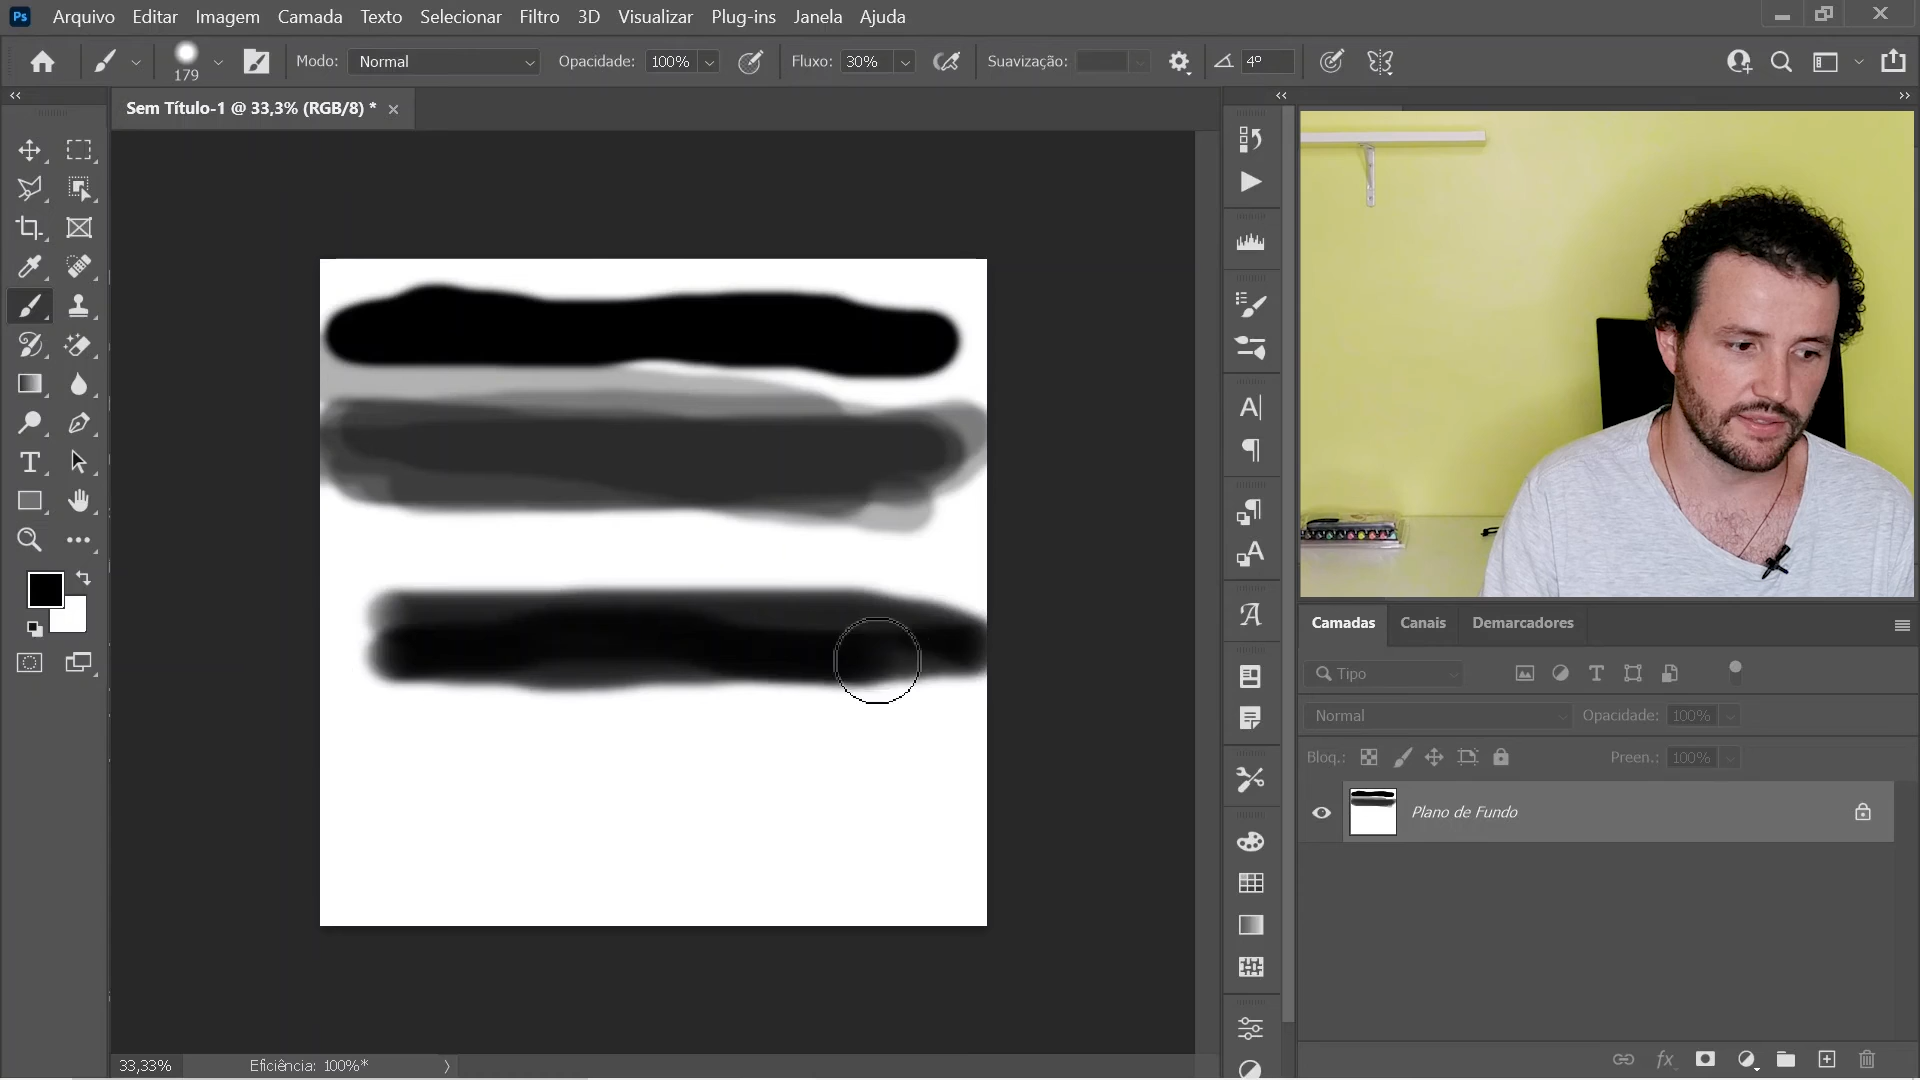 Ps Arquivo Editar Imagem Camada Texto Selecionar Filtro 3D Visualizar Plug-ins Janela Ajuda
179 Modo: Normal Opacidade: 100% Fluxo: 30% Suavização: 4º
Sem Título-1 @ 33,3% (RGB/8) *
Camadas Canais Demarcadores
Tipo
Normal Opacidade: 100%
Bloq.: Preen.: 100%
Plano de Fundo
fx
33,33% Eficiência: 100%*